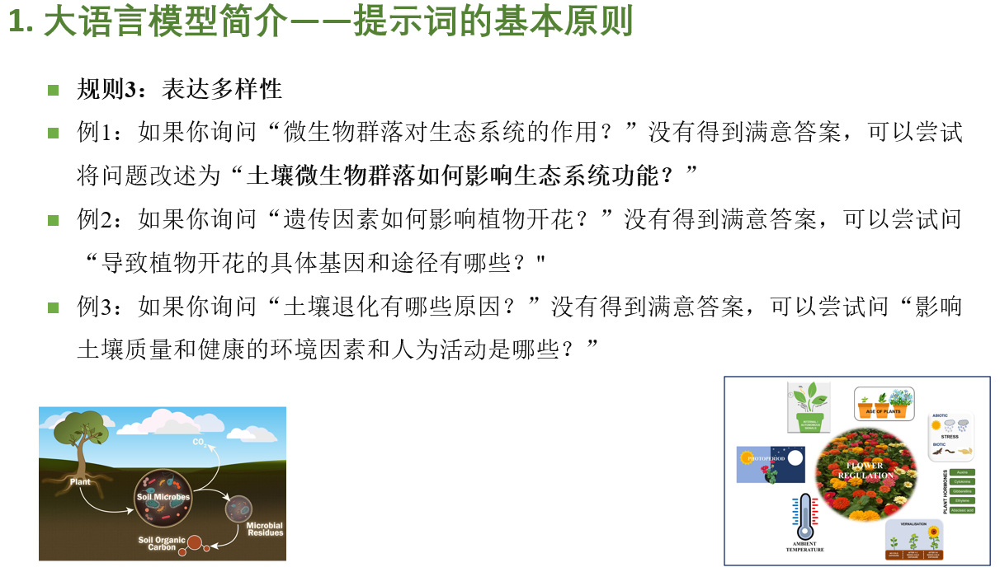 1. 大语言模型简介——提示词的基本原则
规则3：表达多样性
例1：如果你询问“微生物群落对生态系统的作用？”没有得到满意答案，可以尝试
将问题改述为“土壤微生物群落如何影响生态系统功能？”
例2：如果你询问“遗传因素如何影响植物开花？”没有得到满意答案，可以尝试问
“导致植物开花的具体基因和途径有哪些？"
例3：如果你询问“土壤退化有哪些原因？”没有得到满意答案，可以尝试问“影响
土壤质量和健康的环境因素和人为活动是哪些？”
CO2
Plant
Soil Microbes
Microbial
Residues
Soil Organic
Carbon
AGE OF PLANTS
ABIOTIC
STRESS
BIOTIC
PHOTOPERIOD
FLOWER
REGULATION
PLANT HORMONES
Auxins
Cytokinins
Gibberellins
Ethylene
Abscissic acid
AMBIENT
TEMPERATURE
VERNALISATION